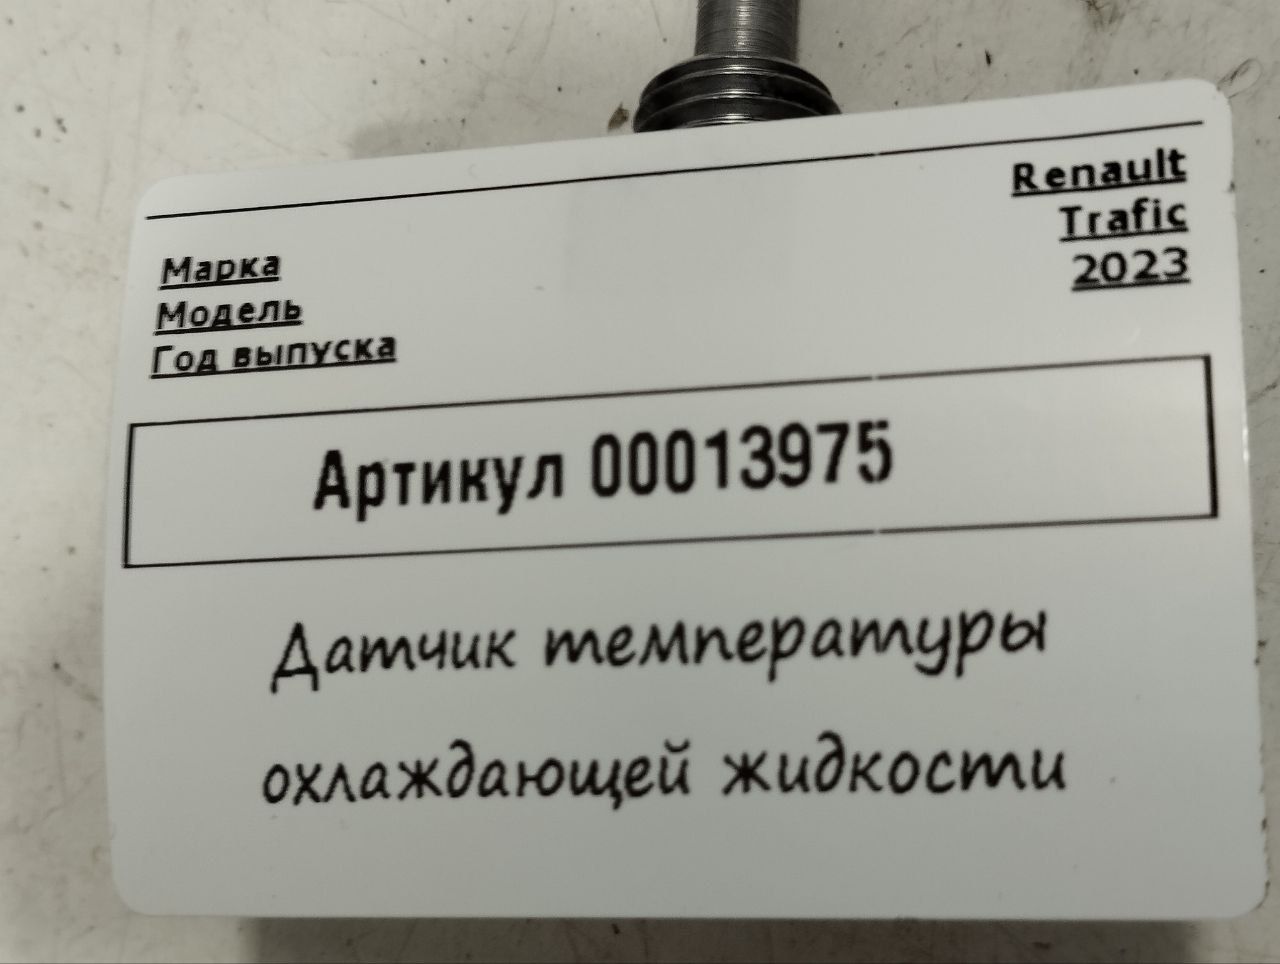 Марка Renault
Модель Trafic
Год выпуска 2023
Артикул 00013975
Датчик температуры
охлаждающей жидкости